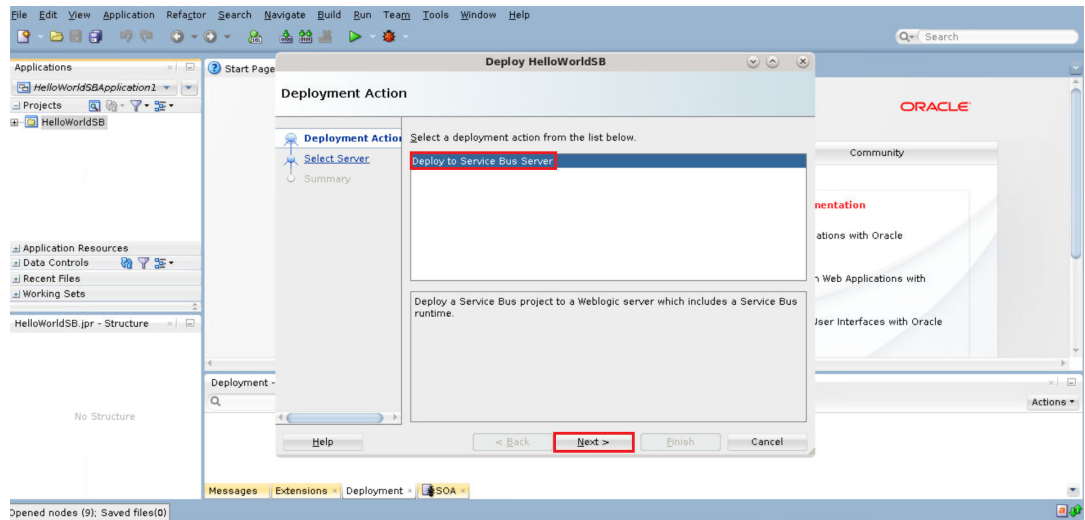 File Edit View Application Refactor Search Navigate Build Run Team Tools Window Help
Search
Applications
HelloWorldSBApplication1
Projects
HelloWorldSB
Application Resources
Data Controls
Recent Files
Working Sets
HelloWorldSB.jpr - Structure
No Structure
Start Page
Deploy HelloWorldSB
Deployment Action
Deployment Action
Select Server
Summary
Select a deployment action from the list below.
Deploy to Service Bus Server
Deploy a Service Bus project to a Weblogic server which includes a Service Bus
runtime.
Help
< Back
Next >
Finish
Cancel
ORACLE
Community
mentation
ations with Oracle
n Web Applications with
Jser Interfaces with Oracle
Deployment -
Actions
Messages Extensions Deployment SOA
Opened nodes (9); Saved files(0)